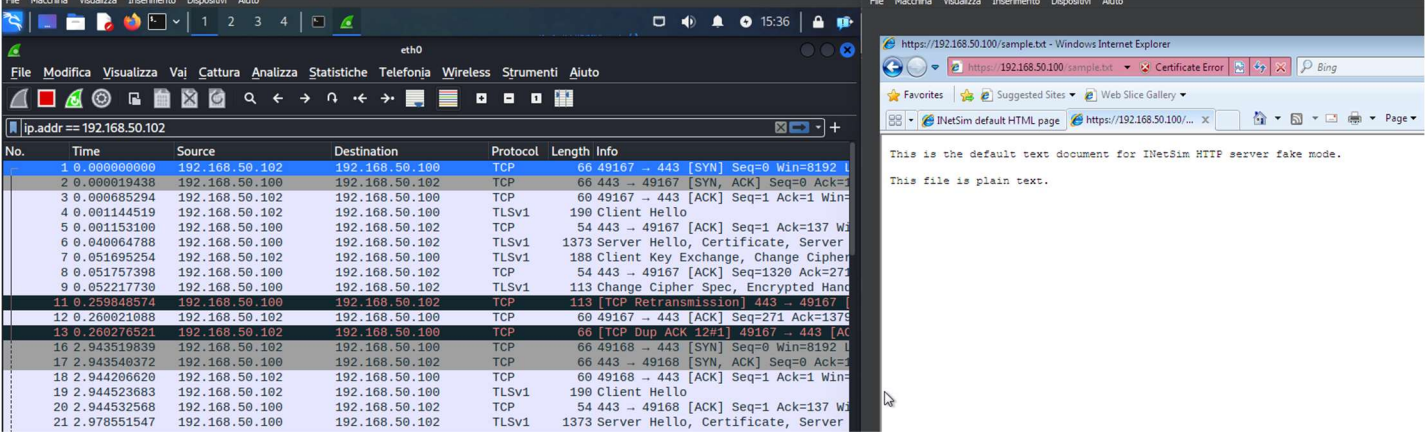 File Macchina Visualizza Inserimento Dispositivi Aiuto
1 2 3 4
15:36
eth0
File Modifica Visualizza Vai Cattura Analizza Statistiche Telefonia Wireless Strumenti Aiuto
ip.addr == 192.168.50.102
No. Time Source Destination Protocol Length Info
1 0.000000000 192.168.50.102 192.168.50.100 TCP 66 49167 → 443 [SYN] Seq=0 Win=8192 L
2 0.000019438 192.168.50.100 192.168.50.102 TCP 66 443 → 49167 [SYN, ACK] Seq=0 Ack=1
3 0.000685294 192.168.50.102 192.168.50.100 TCP 60 49167 → 443 [ACK] Seq=1 Ack=1 Win=
4 0.001144519 192.168.50.102 192.168.50.100 TLSv1 190 Client Hello
5 0.001153100 192.168.50.100 192.168.50.102 TCP 54 443 → 49167 [ACK] Seq=1 Ack=137 Wi
6 0.040064788 192.168.50.100 192.168.50.102 TLSv1 1373 Server Hello, Certificate, Server
7 0.051695254 192.168.50.102 192.168.50.100 TLSv1 188 Client Key Exchange, Change Cipher
8 0.051757398 192.168.50.100 192.168.50.102 TCP 54 443 → 49167 [ACK] Seq=1320 Ack=271
9 0.052217730 192.168.50.100 192.168.50.102 TLSv1 113 Change Cipher Spec, Encrypted Hand
11 0.259848574 192.168.50.100 192.168.50.102 TCP 113 [TCP Retransmission] 443 → 49167 [
12 0.260021088 192.168.50.102 192.168.50.100 TCP 60 49167 → 443 [ACK] Seq=271 Ack=1379
13 0.260276521 192.168.50.102 192.168.50.100 TCP 66 [TCP Dup ACK 12#1] 49167 → 443 [AC
16 2.943519839 192.168.50.102 192.168.50.100 TCP 66 49168 → 443 [SYN] Seq=0 Win=8192 L
17 2.943540372 192.168.50.100 192.168.50.102 TCP 66 443 → 49168 [SYN, ACK] Seq=0 Ack=1
18 2.944206620 192.168.50.102 192.168.50.100 TCP 60 49168 → 443 [ACK] Seq=1 Ack=1 Win=
19 2.944523683 192.168.50.102 192.168.50.100 TLSv1 190 Client Hello
20 2.944532568 192.168.50.100 192.168.50.102 TCP 54 443 → 49168 [ACK] Seq=1 Ack=137 Wi
21 2.978551547 192.168.50.100 192.168.50.102 TLSv1 1373 Server Hello, Certificate, Server
File Macchina Visualizza Inserimento Dispositivi Aiuto
https://192.168.50.100/sample.txt - Windows Internet Explorer
https://192.168.50.100/sample.txt Certificate Error Bing
Favorites Suggested Sites Web Slice Gallery
INetSim default HTML page https://192.168.50.100/... Page
This is the default text document for INetSim HTTP server fake mode.
This file is plain text.